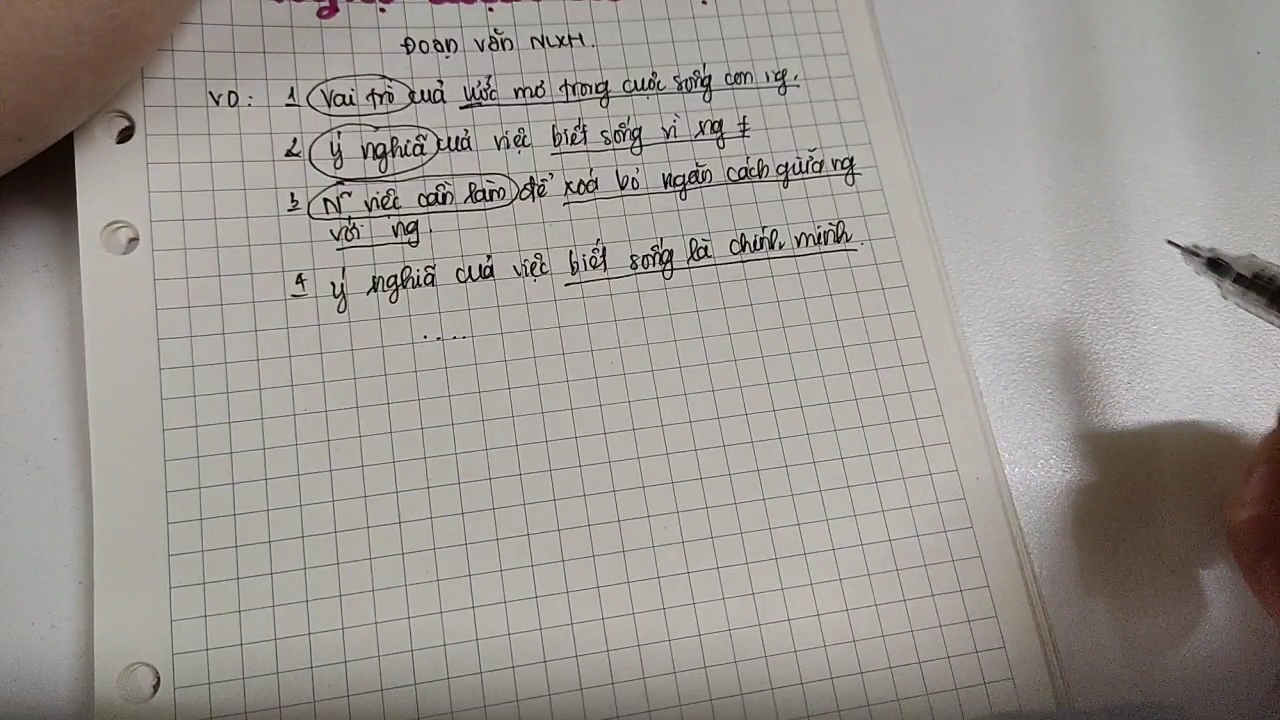 Đoạn văn NLXH.
VD: 1 Vai trò của ước mơ trong cuộc sống con ng.
2 ý nghĩa của việc biết sống vì ng ≠
3 N~ việc cần làm để xoá bỏ ngăn cách giữa ng
với ng.
4 ý nghĩa của việc biết sống là chính mình.
.....